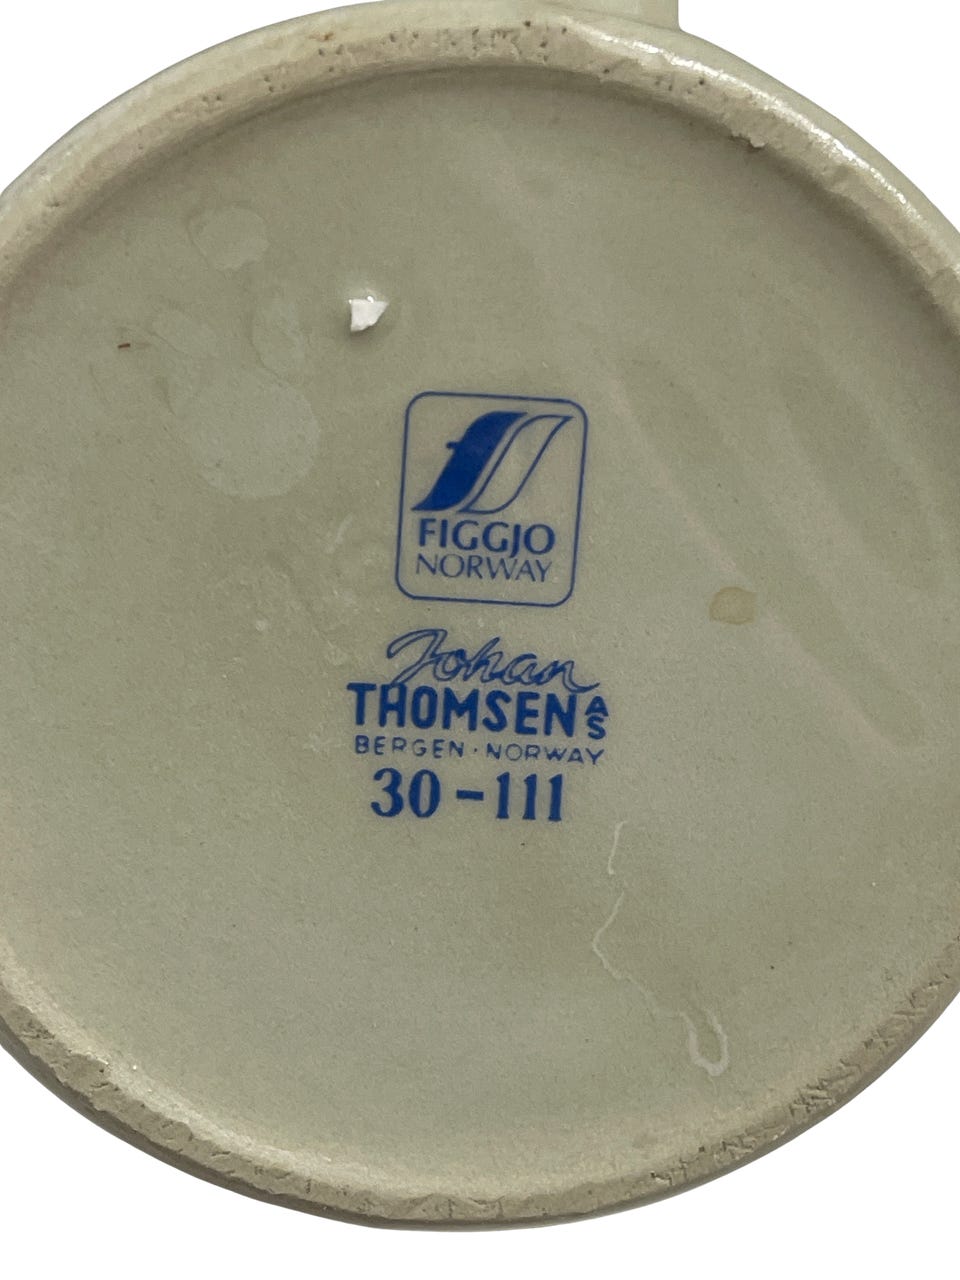 FIGGJO
NORWAY
Johan
THOMSEN A/S
BERGEN · NORWAY
30-111